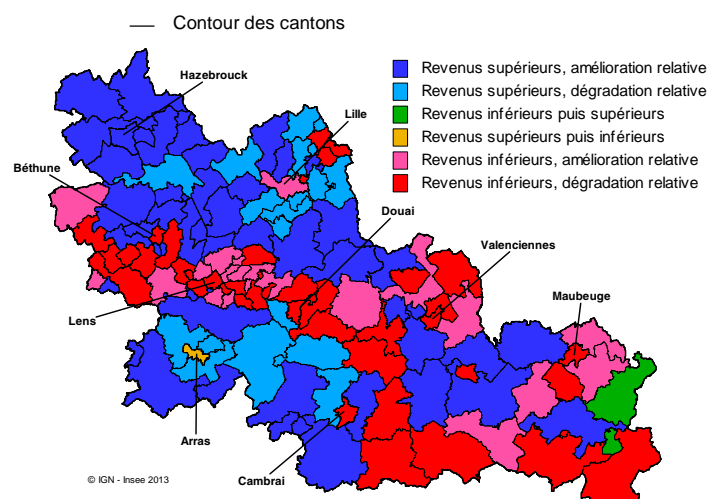 Contour des cantons
Hazebrouck
Revenus supérieurs, amélioration relative
Revenus supérieurs, dégradation relative
Lille
Revenus inférieurs puis supérieurs
Revenus supérieurs puis inférieurs
Béthune
Revenus inférieurs, amélioration relative
Revenus inférieurs, dégradation relative
Douai
Valenciennes
Maubeuge
Lens
Arras
Cambrai
© IGN - Insee 2013